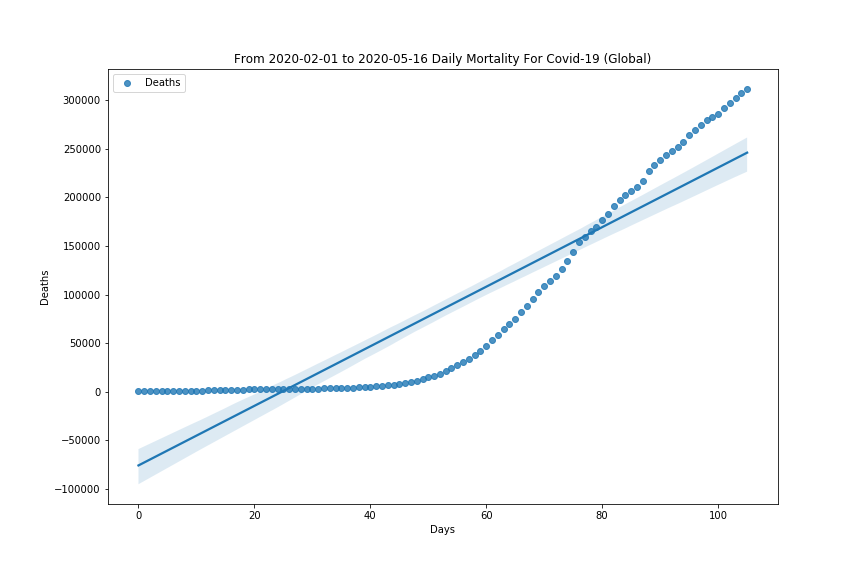 From 2020-02-01 to 2020-05-16 Daily Mortality For Covid-19 (Global)
Deaths
300000
250000
200000
150000
100000
50000
0
−50000
−100000
Deaths
0 20 40 60 80 100
Days